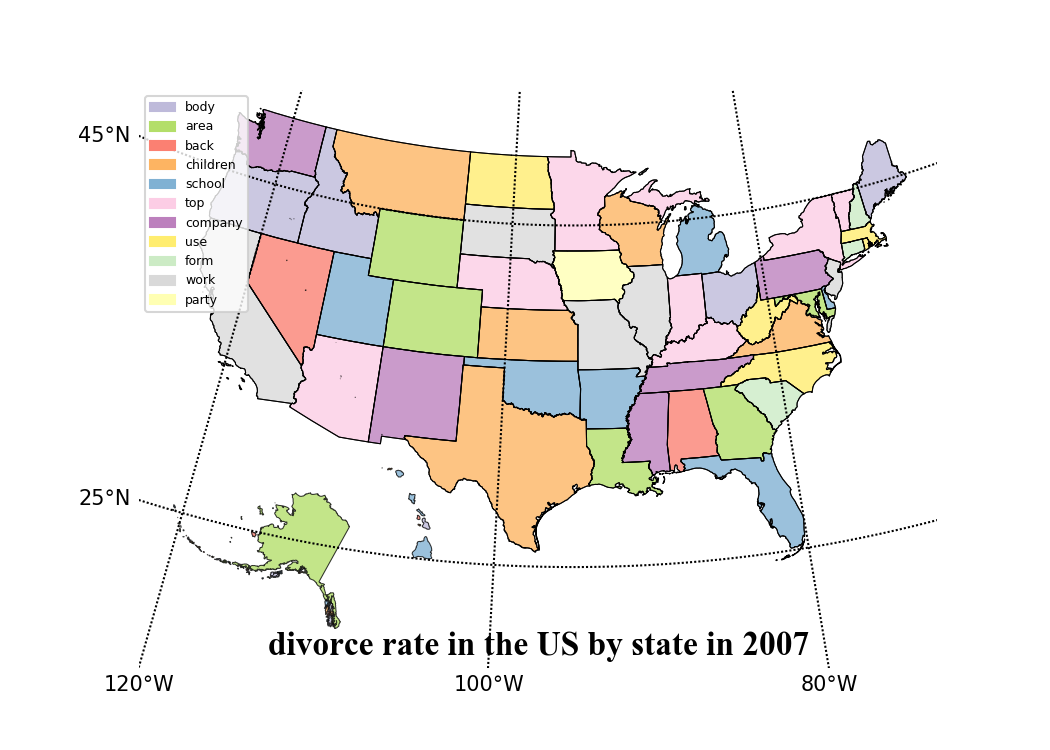 45°N
body
area
back
children
school
top
company
use
form
work
party
25°N
divorce rate in the US by state in 2007
120°W
100°W
80°W